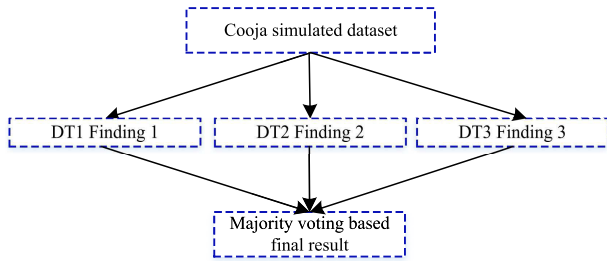 Cooja simulated dataset
DT1 Finding 1
DT2 Finding 2
DT3 Finding 3
Majority voting based
final result